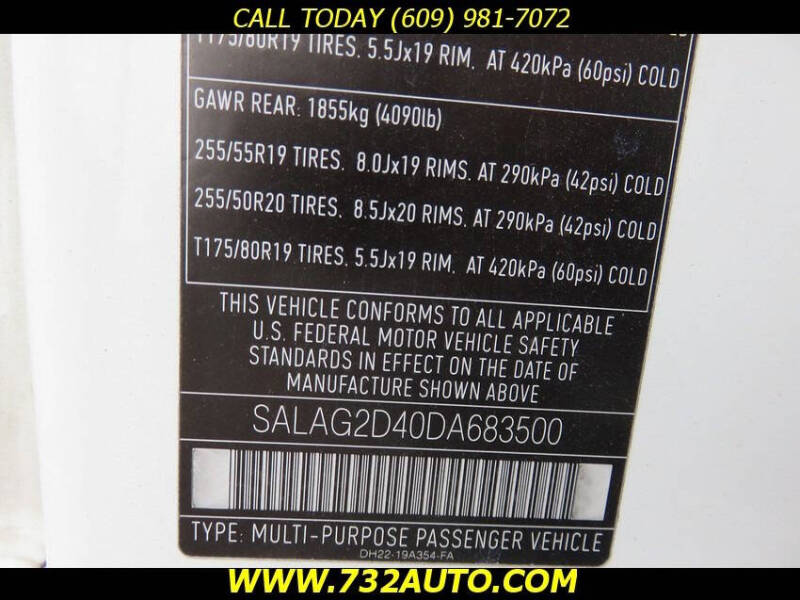 CALL TODAY (609) 981-7072
T175/80R19 TIRES. 5.5Jx19 RIM. AT 420kPa (60psi) COLD
GAWR REAR: 1855kg (4090lb)
255/55R19 TIRES. 8.0Jx19 RIMS. AT 290kPa (42psi) COLD
255/50R20 TIRES. 8.5Jx20 RIMS. AT 290kPa (42psi) COLD
T175/80R19 TIRES. 5.5Jx19 RIM. AT 420kPa (60psi) COLD
THIS VEHICLE CONFORMS TO ALL APPLICABLE
U.S. FEDERAL MOTOR VEHICLE SAFETY
STANDARDS IN EFFECT ON THE DATE OF
MANUFACTURE SHOWN ABOVE
SALAG2D40DA683500
TYPE: MULTI-PURPOSE PASSENGER VEHICLE
DH22-19A354-FA
WWW.732AUTO.COM